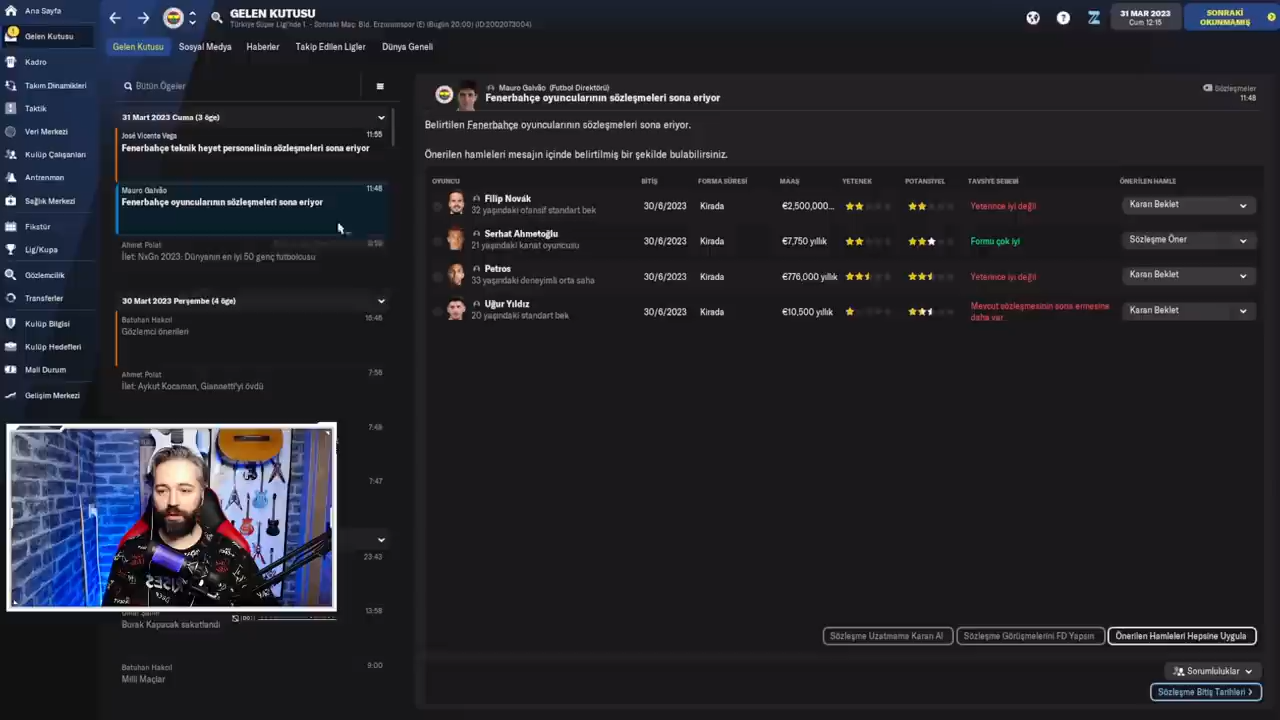 Ana Sayfa
Gelen Kutusu
Kadro
Takım Dinamikleri
Taktik
Veri Merkezi
Kulüp Çalışanları
Antrenman
Sağlık Merkezi
Fikstür
Lig/Kupa
Gözlemcilik
Transferler
Kulüp Bilgisi
Kulüp Hedefleri
Mali Durum
Gelişim Merkezi
GELEN KUTUSU
Türkiye Süper Ligi'nde 1. - Sonraki Maç: Bld. Erzurumspor (E) (Bugün 20:00) (ID:2002073004)
31 MAR 2023
Cum 12:15
SONRAKİ
OKUNMAMIŞ
Gelen Kutusu Sosyal Medya Haberler Takip Edilen Ligler Dünya Geneli
Bütün Ögeler
31 Mart 2023 Cuma (3 öge)
José Vicente Vega 11:55
Fenerbahçe teknik heyet personelinin sözleşmeleri sona eriyor
Mauro Galvão 11:48
Fenerbahçe oyuncularının sözleşmeleri sona eriyor
Ahmet Polat
İlet: NxGn 2023: Dünyanın en iyi 50 genç futbolcusu
30 Mart 2023 Perşembe (4 öge)
Batuhan Hakcıl 15:48
Gözlemci önerileri
Ahmet Polat 7:58
İlet: Aykut Kocaman, Giannetti'yi övdü
7:49
7:47
23:43
13:58
Burak Kapacak sakatlandı
Batuhan Hakcıl 9:00
Milli Maçlar
Mauro Galvão (Futbol Direktörü)
Fenerbahçe oyuncularının sözleşmeleri sona eriyor
Sözleşmeler
11:48
Belirtilen Fenerbahçe oyuncularının sözleşmeleri sona eriyor.
Önerilen hamleleri mesajın içinde belirtilmiş bir şekilde bulabilirsiniz.
OYUNCU BİTİŞ FORMA SÜRESİ MAAŞ YETENEK POTANSİYEL TAVSİYE SEBEBİ ÖNERİLEN HAMLE
Filip Novák
32 yaşındaki ofansif standart bek 30/6/2023 Kirada €2,500,000... Yeterince iyi değil Kararı Beklet
Serhat Ahmetoğlu
21 yaşındaki kanat oyuncusu 30/6/2023 Kirada €7,750 yıllık Formu çok iyi Sözleşme Öner
Petros
33 yaşındaki deneyimli orta saha 30/6/2023 Kirada €776,000 yıllık Yeterince iyi değil Kararı Beklet
Uğur Yıldız
20 yaşındaki standart bek 30/6/2023 Kirada €10,500 yıllık Mevcut sözleşmesinin sona ermesine daha var. Kararı Beklet
Sözleşme Uzatmama Kararı Al Sözleşme Görüşmelerini FD Yapsın Önerilen Hamleleri Hepsine Uygula
Sorumluluklar
Sözleşme Bitiş Tarihleri >